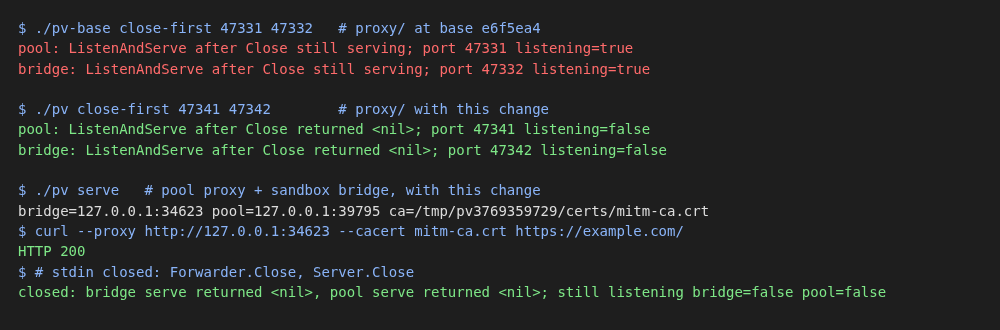 $ ./pv-base close-first 47331 47332   # proxy/ at base e6f5ea4
pool: ListenAndServe after Close still serving; port 47331 listening=true
bridge: ListenAndServe after Close still serving; port 47332 listening=true
$ ./pv close-first 47341 47342        # proxy/ with this change
pool: ListenAndServe after Close returned <nil>; port 47341 listening=false
bridge: ListenAndServe after Close returned <nil>; port 47342 listening=false
$ ./pv serve   # pool proxy + sandbox bridge, with this change
bridge=127.0.0.1:34623 pool=127.0.0.1:39795 ca=/tmp/pv3769359729/certs/mitm-ca.crt
$ curl --proxy http://127.0.0.1:34623 --cacert mitm-ca.crt https://example.com/
HTTP 200
$ # stdin closed: Forwarder.Close, Server.Close
closed: bridge serve returned <nil>, pool serve returned <nil>; still listening bridge=false pool=false